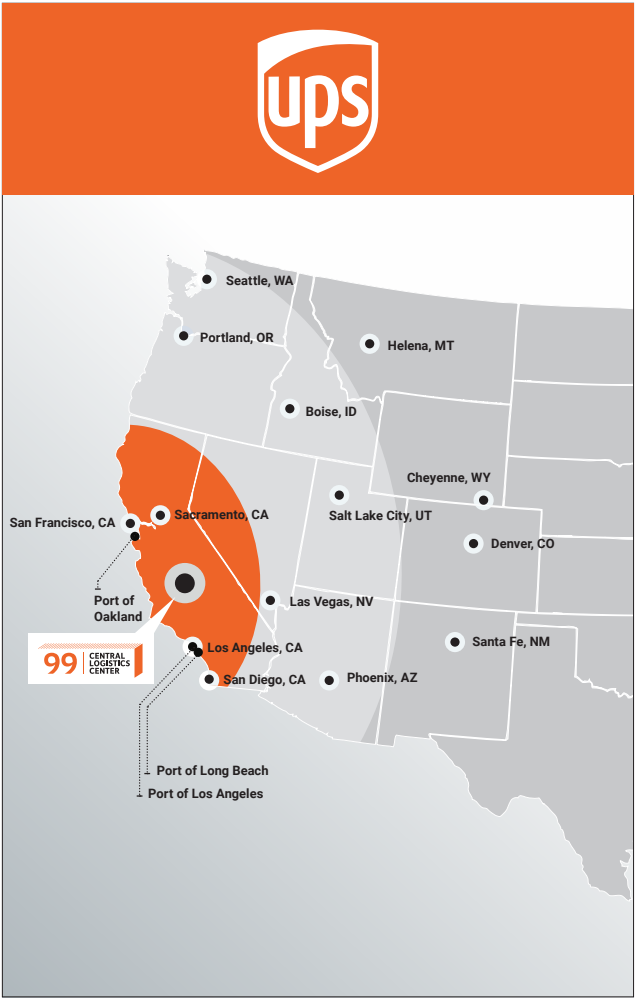 ups
Seattle, WA
Portland, OR
Helena, MT
Boise, ID
Cheyenne, WY
Salt Lake City, UT
San Francisco, CA
Sacramento, CA
Denver, CO
Port of
Oakland
Las Vegas, NV
99 CENTRAL
LOGISTICS
CENTER
Los Angeles, CA
Santa Fe, NM
San Diego, CA
Phoenix, AZ
Port of Long Beach
Port of Los Angeles